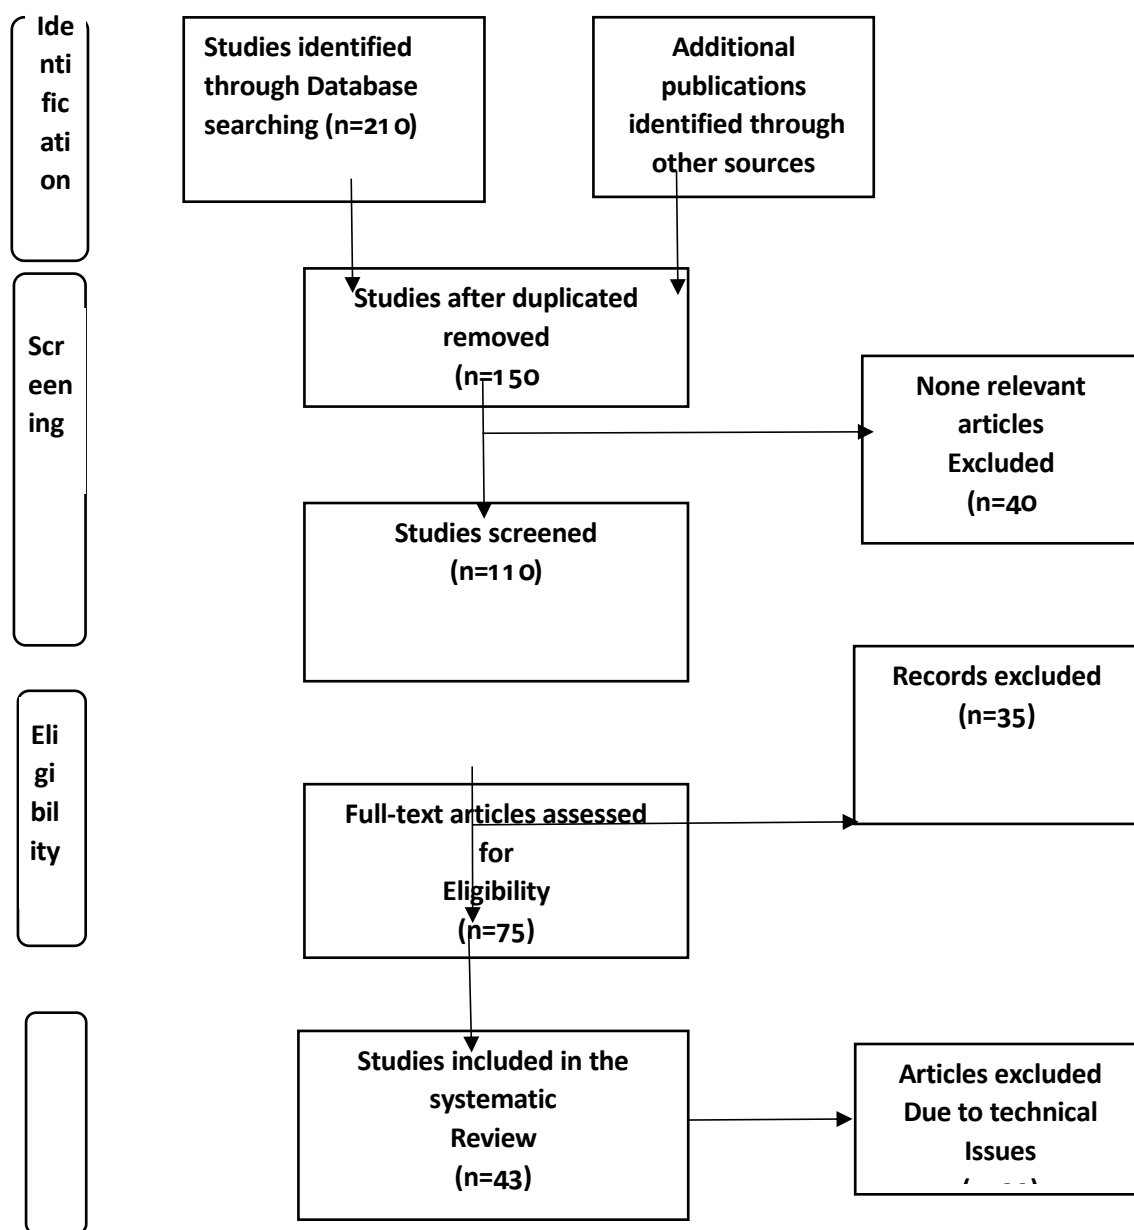 Ide
nti
fic
ati
on
Studies identified
through Database
searching (n=210)
Additional
publications
identified through
other sources
Scr
een
ing
Studies after duplicated
removed
(n=150
None relevant
articles
Excluded
(n=40
Studies screened
(n=110)
Records excluded
(n=35)
Eli
gi
bil
ity
Full-text articles assessed
for
Eligibility
(n=75)
Studies included in the
systematic
Review
(n=43)
Articles excluded
Due to technical
Issues